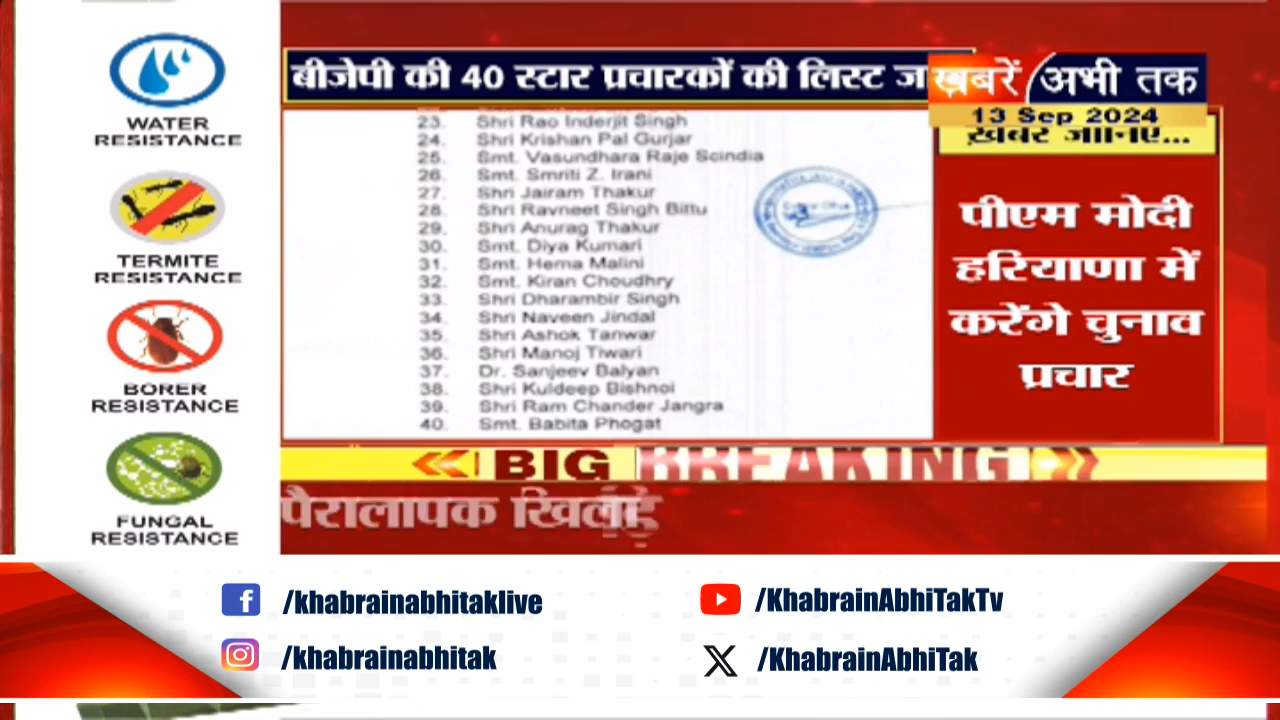 WATER
RESISTANCE
TERMITE
RESISTANCE
BORER
RESISTANCE
FUNGAL
RESISTANCE
बीजेपी की 40 स्टार प्रचारकों की लिस्ट
ख़बरें अभी तक
13 Sep 2024
23. Shri Rao Inderjit Singh
24. Shri Krishan Pal Gurjar
25. Smt. Vasundhara Raje Scindia
26. Smt. Smriti Z. Irani
27. Shri Jairam Thakur
28. Shri Ravneet Singh Bittu
29. Shri Anurag Thakur
30. Smt. Diya Kumari
31. Smt. Hema Malini
32. Smt. Kiran Choudhry
33. Shri Dharambir Singh
34. Shri Naveen Jindal
35. Shri Ashok Tanwar
36. Shri Manoj Tiwari
37. Dr. Sanjeev Balyan
38. Shri Kuldeep Bishnoi
39. Shri Ram Chander Jangra
40. Smt. Babita Phogat
ख़बर जानिए...
पीएम मोदी
हरियाणा में
करेंगे चुनाव
प्रचार
BIG BREAKING
पैरालंपिक
/khabrainabhitaklive
/KhabrainAbhiTakTv
/khabrainabhitak
/KhabrainAbhiTak